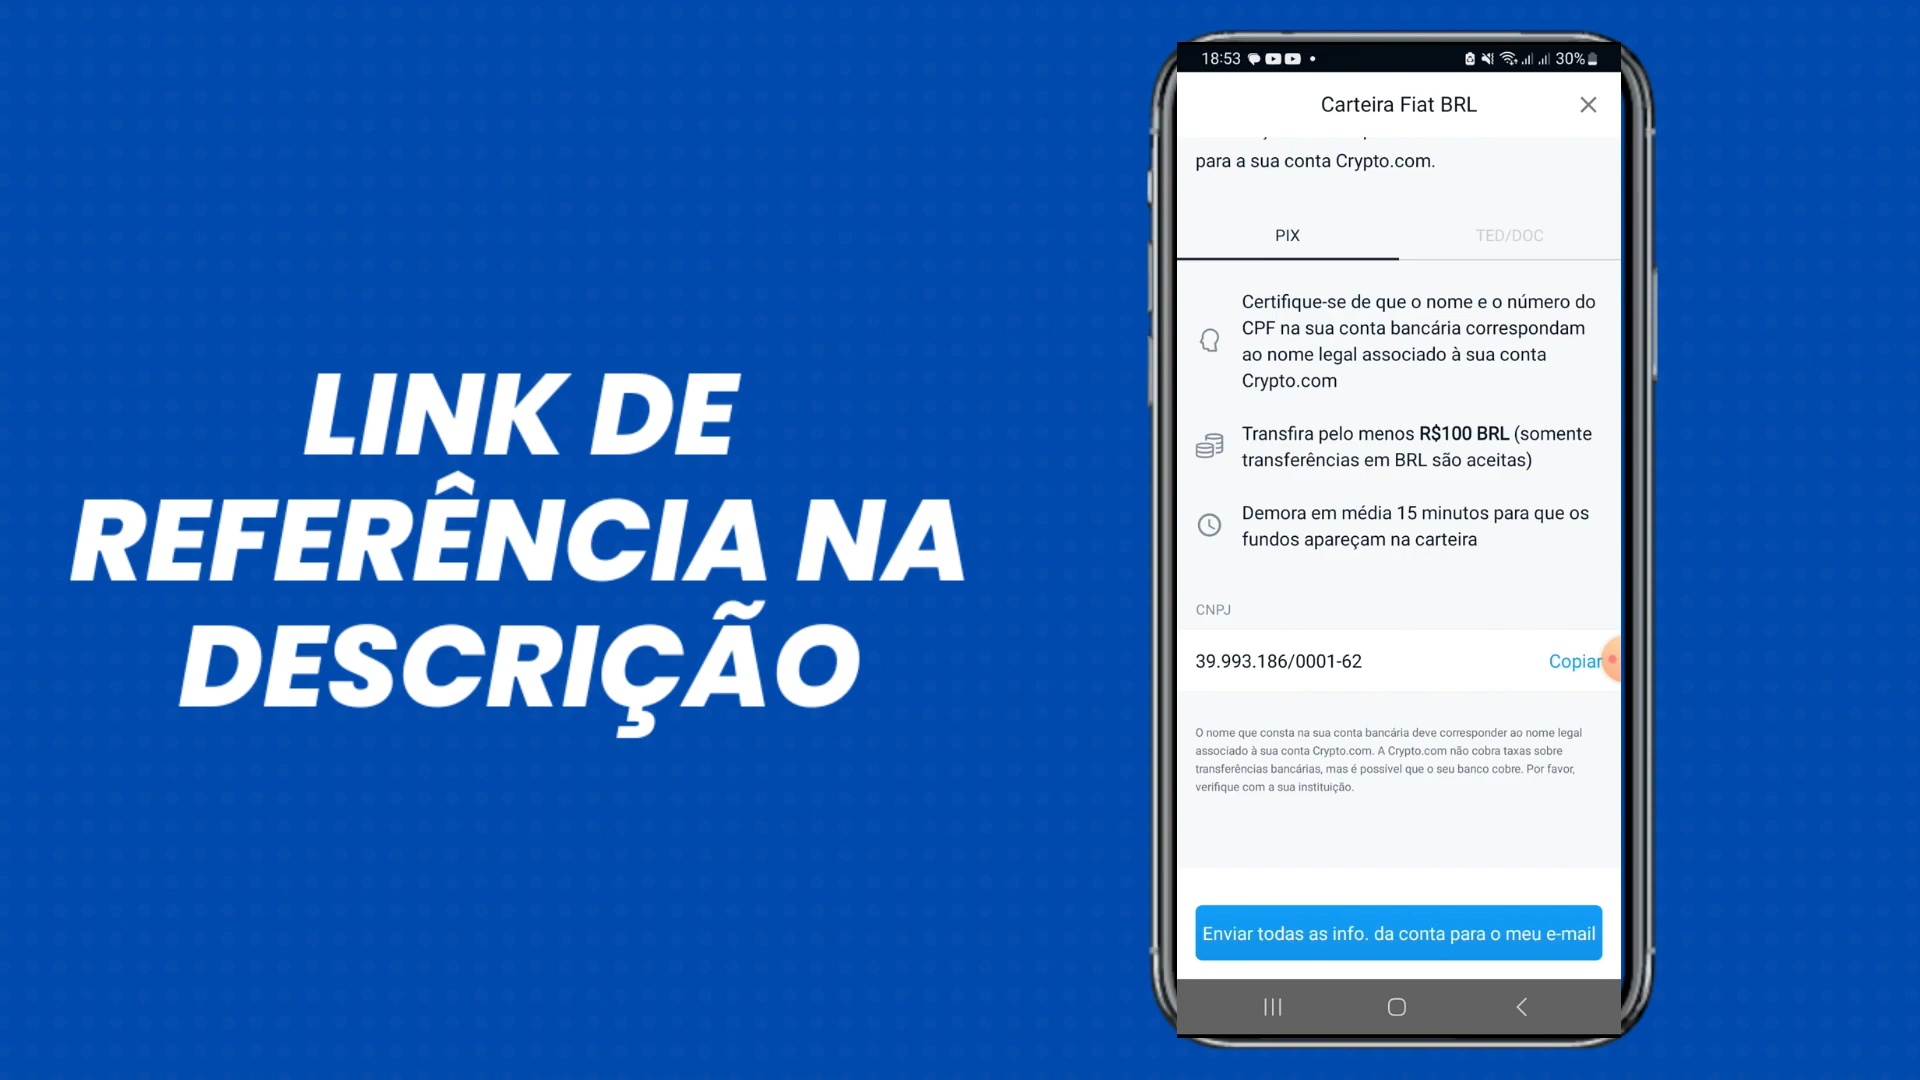 LINK DE
REFERÊNCIA NA
DESCRIÇÃO
18:53
30%
Carteira Fiat BRL
para a sua conta Crypto.com.
PIX
TED/DOC
Certifique-se de que o nome e o número do
CPF na sua conta bancária correspondam
ao nome legal associado à sua conta
Crypto.com
Transfira pelo menos R$100 BRL (somente
transferências em BRL são aceitas)
Demora em média 15 minutos para que os
fundos apareçam na carteira
CNPJ
39.993.186/0001-62
Copiar
O nome que consta na sua conta bancária deve corresponder ao nome legal
associado à sua conta Crypto.com. A Crypto.com não cobra taxas sobre
transferências bancárias, mas é possível que o seu banco cobre. Por favor,
verifique com a sua instituição.
Enviar todas as info. da conta para o meu e-mail